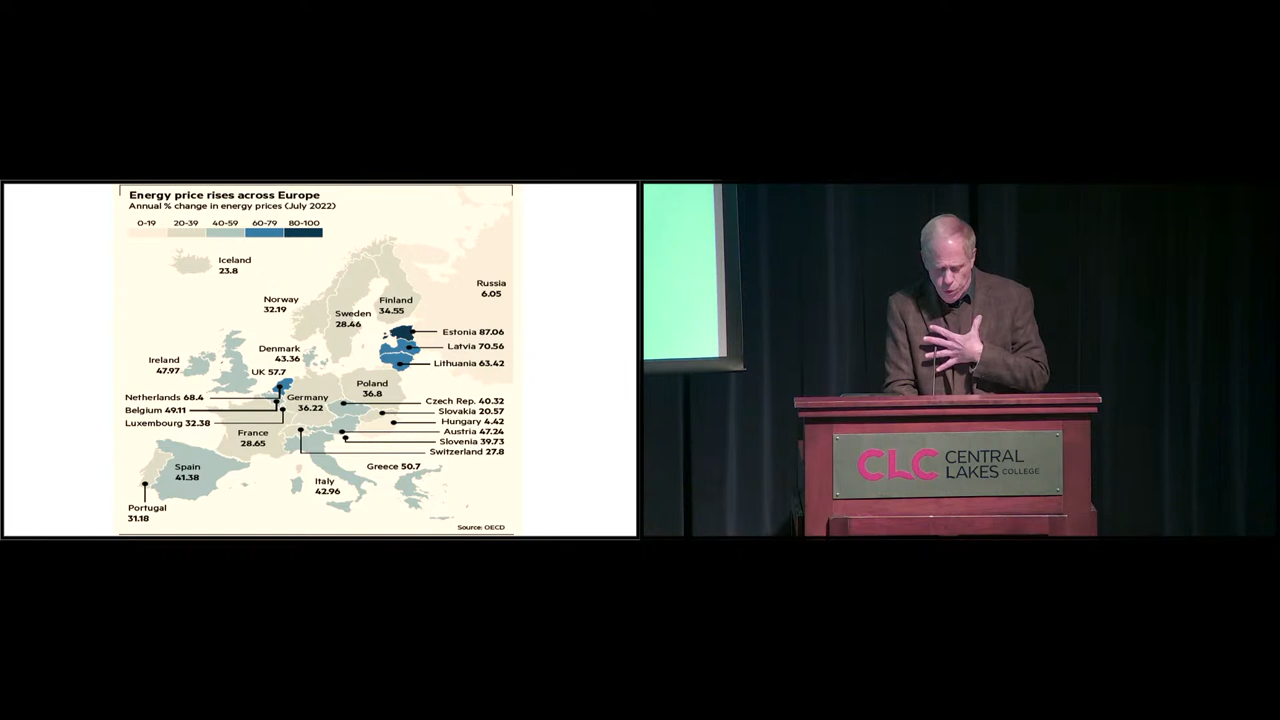 Energy price rises across Europe
Annual % change in energy prices (July 2022)
0-19 20-39 40-59 60-79 80-100
Iceland
23.8
Russia
6.05
Norway
32.19
Finland
34.55
Sweden
28.46
Estonia 87.06
Latvia 70.56
Lithuania 63.42
Denmark
43.36
Ireland
47.97
UK 57.7
Poland
36.8
Netherlands 68.4
Belgium 49.11
Luxembourg 32.38
Germany
36.22
Czech Rep. 40.32
Slovakia 20.57
Hungary 4.42
Austria 47.24
Slovenia 39.73
Switzerland 27.8
France
28.65
Spain
41.38
Greece 50.7
Italy
42.96
Portugal
31.18
Source: OECD
CLC CENTRAL
LAKES COLLEGE